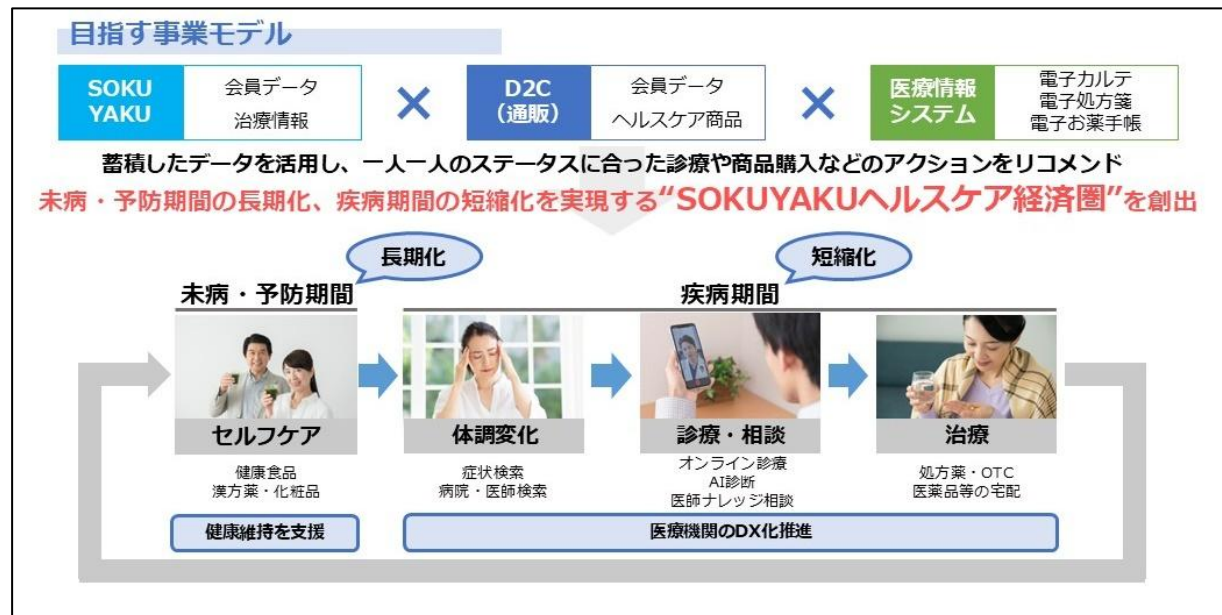 目指す事業モデル
SOKU
YAKU
会員データ
治療情報
×
D2C
（通販）
会員データ
ヘルスケア商品
×
医療情報
システム
電子カルテ
電子処方箋
電子お薬手帳
蓄積したデータを活用し、一人一人のステータスに合った診療や商品購入などのアクションをリコメンド
未病・予防期間の長期化、疾病期間の短縮化を実現する“SOKUYAKUヘルスケア経済圏”を創出
長期化
短縮化
未病・予防期間
疾病期間
セルフケア
体調変化
診療・相談
治療
健康食品
漢方薬・化粧品
症状検索
病院・医師検索
オンライン診療
AI診断
医師ナレッジ相談
処方薬・OTC
医薬品等の宅配
健康維持を支援
医療機関のDX化推進